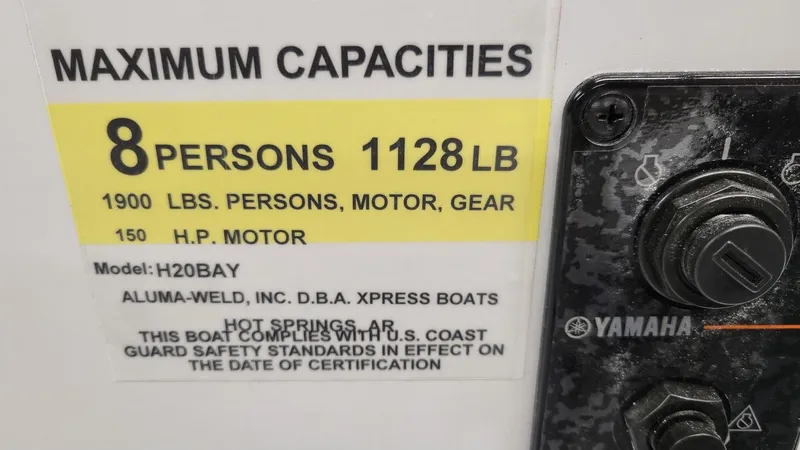 MAXIMUM CAPACITIES
8 PERSONS 1128 LB
1900 LBS. PERSONS, MOTOR, GEAR
150 H.P. MOTOR
Model: H20BAY
ALUMA-WELD, INC. D.B.A. XPRESS BOATS
HOT SPRINGS, AR
THIS BOAT COMPLIES WITH U.S. COAST
GUARD SAFETY STANDARDS IN EFFECT ON
THE DATE OF CERTIFICATION
YAMAHA